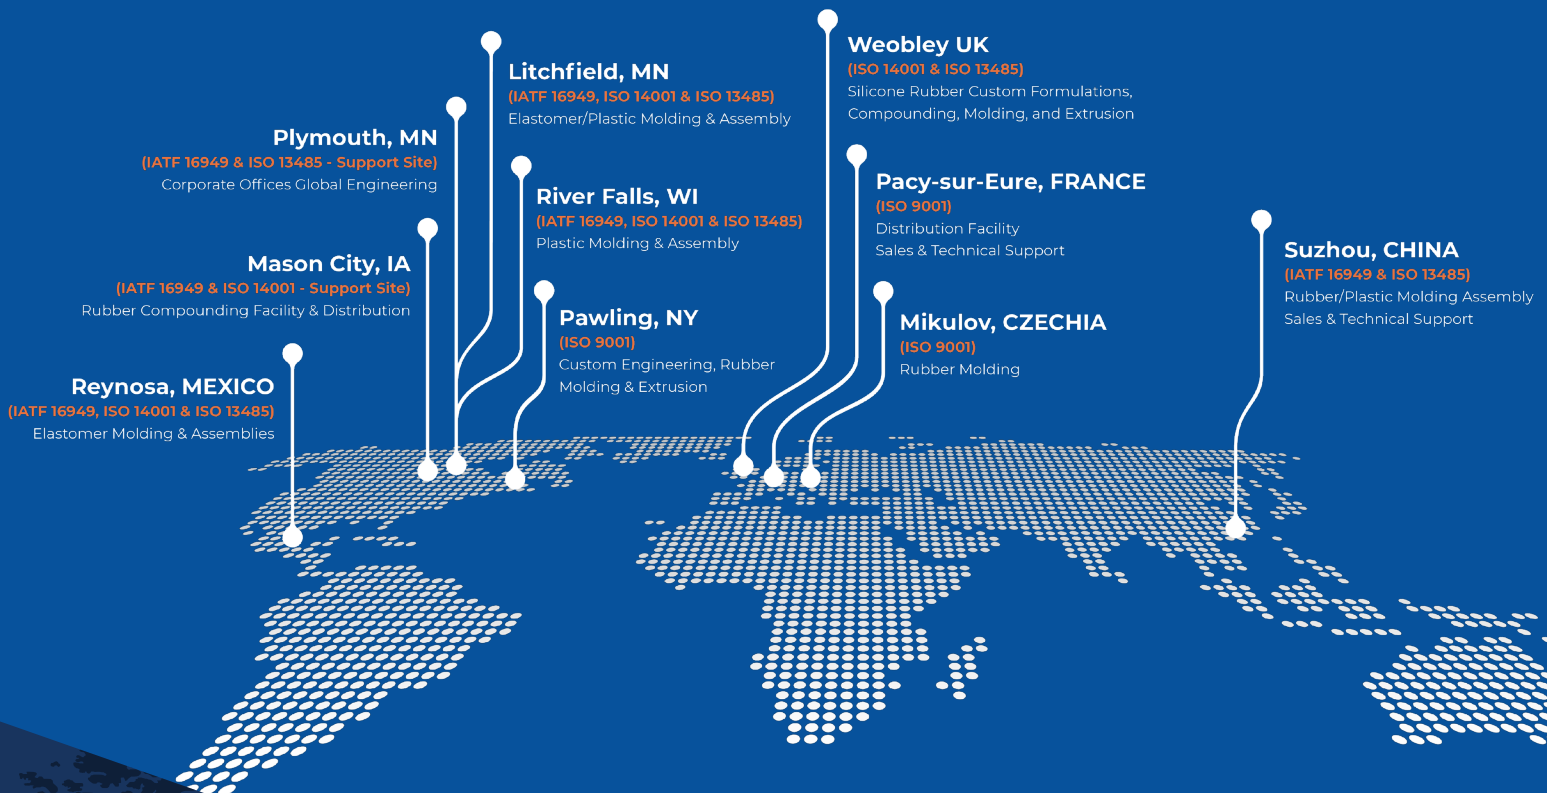 Litchfield, MN
(IATF 16949, ISO 14001 & ISO 13485)
Elastomer/Plastic Molding & Assembly
Plymouth, MN
(IATF 16949 & ISO 13485 - Support Site)
Corporate Offices Global Engineering
River Falls, WI
(IATF 16949, ISO 14001 & ISO 13485)
Plastic Molding & Assembly
Mason City, IA
(IATF 16949 & ISO 14001 - Support Site)
Rubber Compounding Facility & Distribution
Pawling, NY
(ISO 9001)
Custom Engineering, Rubber
Molding & Extrusion
Reynosa, MEXICO
(IATF 16949, ISO 14001 & ISO 13485)
Elastomer Molding & Assemblies
Weobley UK
(ISO 14001 & ISO 13485)
Silicone Rubber Custom Formulations,
Compounding, Molding, and Extrusion
Pacy-sur-Eure, FRANCE
(ISO 9001)
Distribution Facility
Sales & Technical Support
Mikulov, CZECHIA
(ISO 9001)
Rubber Molding
Suzhou, CHINA
(IATF 16949 & ISO 13485)
Rubber/Plastic Molding Assembly
Sales & Technical Support